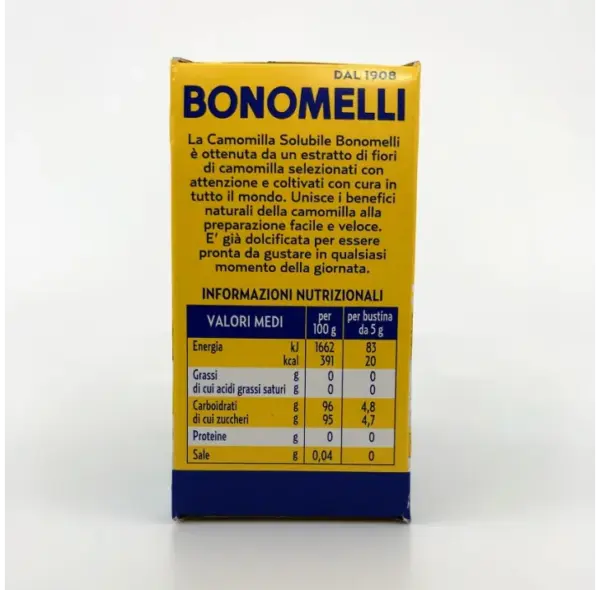 DAL 1908
BONOMELLI
La Camomilla Solubile Bonomelli
è ottenuta da un estratto di fiori
di camomilla selezionati con
attenzione e coltivati con cura in
tutto il mondo. Unisce i benefici
naturali della camomilla alla
preparazione facile e veloce.
E' già dolcificata per essere
pronta da gustare in qualsiasi
momento della giornata.
INFORMAZIONI NUTRIZIONALI
VALORI MEDI per 100 g per bustina da 5 g
Energia kJ 1662 83
kcal 391 20
Grassi g 0 0
di cui acidi grassi saturi g 0 0
Carboidrati g 96 4,8
di cui zuccheri g 95 4,7
Proteine g 0 0
Sale g 0,04 0